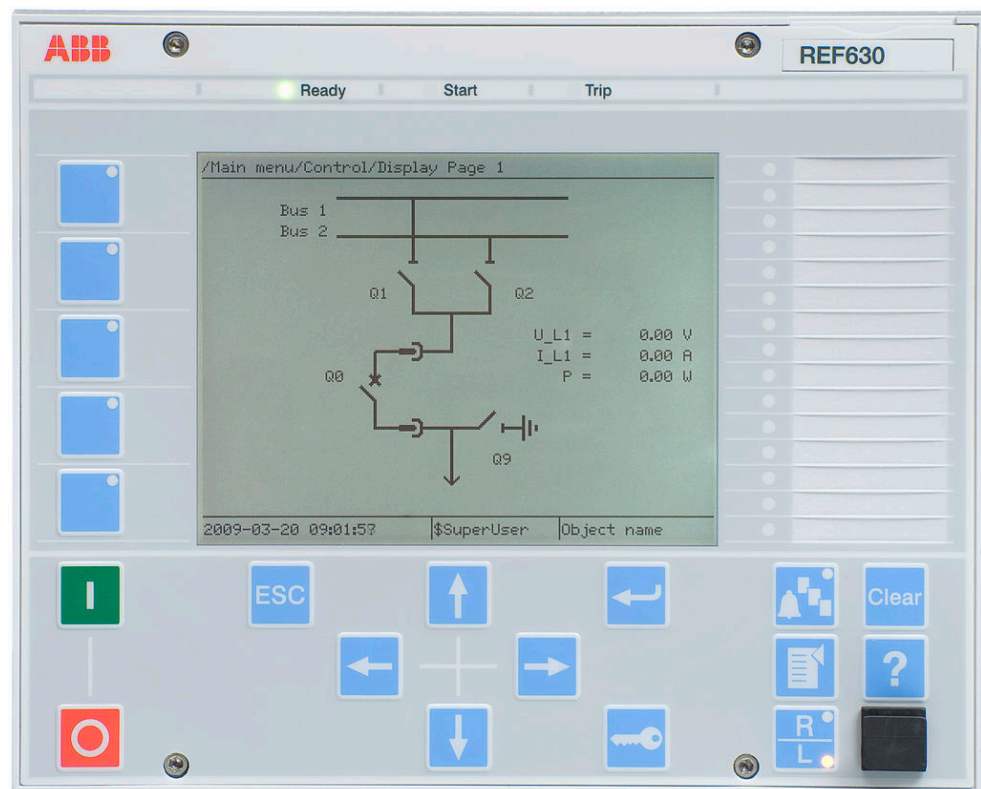 ABB
REF630
Ready Start Trip
/Main menu/Control/Display Page 1
Bus 1
Bus 2
Q1 Q2
U_L1 = 0.00 V
I_L1 = 0.00 A
P = 0.00 W
Q0
Q9
2009-03-20 09:01:57 $SuperUser Object name
I
ESC
Clear
?
R
L